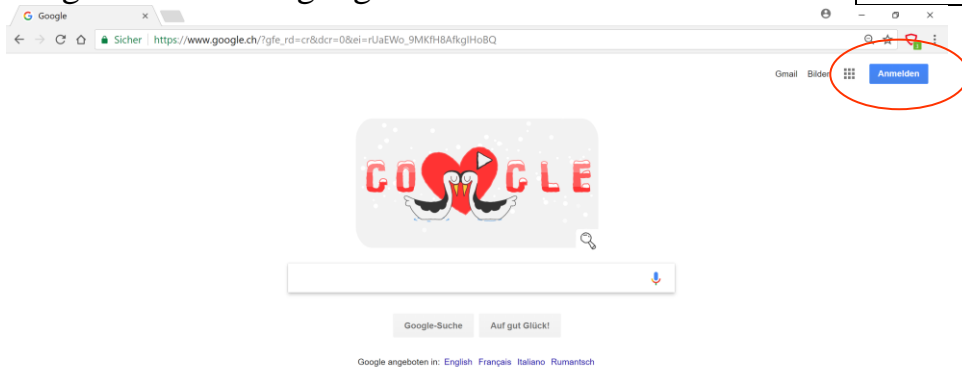 Google
Sicher https://www.google.ch/?gfe_rd=cr&dcr=0&ei=rUaEWo_9MKfH8AfkgIHoBQ
Gmail Bilder Anmelden
GO GLE
Google-Suche Auf gut Glück!
Google angeboten in: English Français Italiano Rumantsch